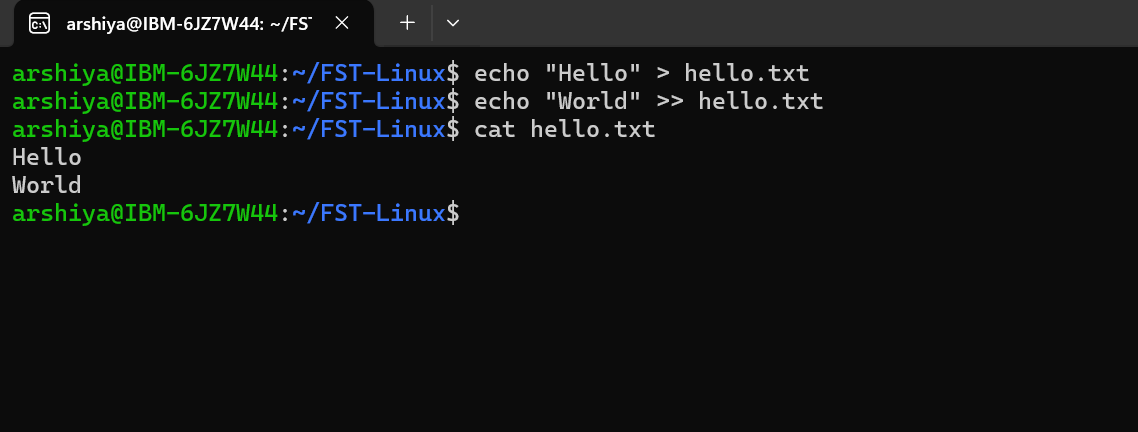 arshiya@IBM-6JZ7W44: ~/FST
arshiya@IBM-6JZ7W44:~/FST-Linux$ echo "Hello" > hello.txt
arshiya@IBM-6JZ7W44:~/FST-Linux$ echo "World" >> hello.txt
arshiya@IBM-6JZ7W44:~/FST-Linux$ cat hello.txt
Hello
World
arshiya@IBM-6JZ7W44:~/FST-Linux$